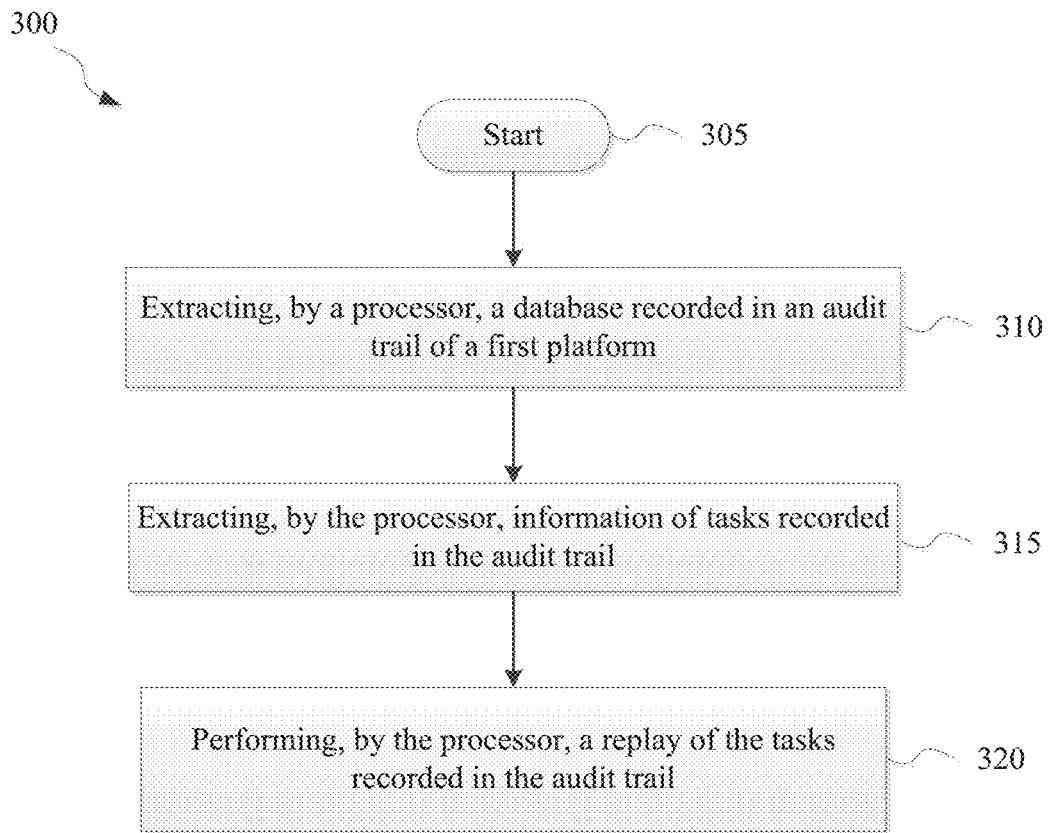 300
Start
305
Extracting, by a processor, a database recorded in an audit
trail of a first platform
310
Extracting, by the processor, information of tasks recorded
in the audit trail
315
Performing, by the processor, a replay of the tasks
recorded in the audit trail
320